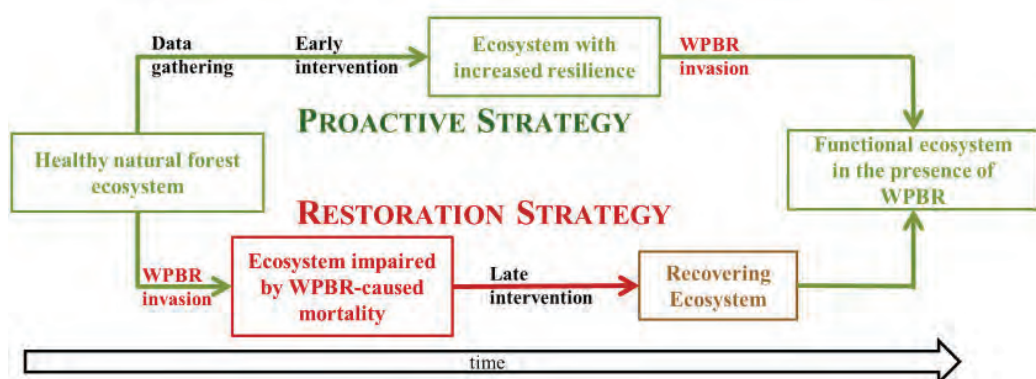 Data
gathering
Early
intervention
Ecosystem with
increased resilience
WPBR
invasion
PROACTIVE STRATEGY
Healthy natural forest
ecosystem
Functional ecosystem
in the presence of
WPBR
RESTORATION STRATEGY
WPBR
invasion
Ecosystem impaired
by WPBR-caused
mortality
Late
intervention
Recovering
Ecosystem
time